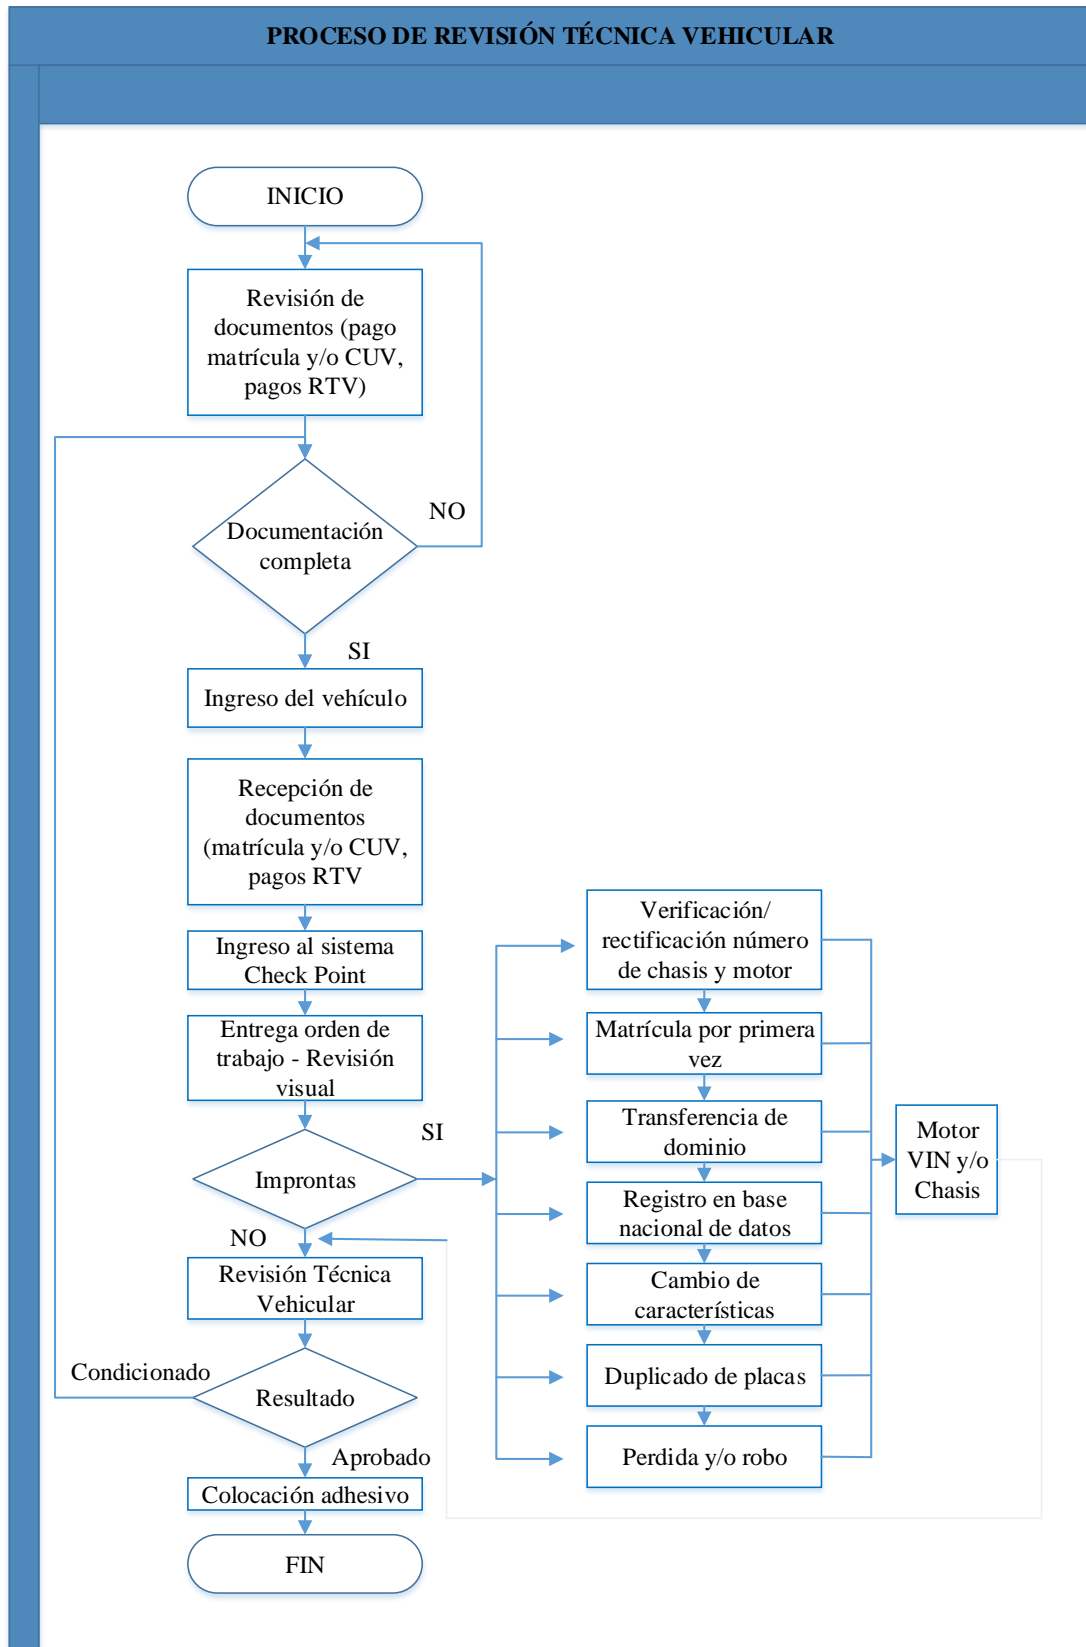 PROCESO DE REVISIÓN TÉCNICA VEHICULAR
INICIO
Revisión de
documentos (pago
matrícula y/o CUV,
pagos RTV)
NO
Documentación
completa
SI
Ingreso del vehículo
Recepción de
documentos
(matrícula y/o CUV,
pagos RTV
Ingreso al sistema
Check Point
Entrega orden de
trabajo - Revisión
visual
SI
Improntas
NO
Revisión Técnica
Vehicular
Condicionado
Resultado
Aprobado
Colocación adhesivo
FIN
Verificación/
rectificación número
de chasis y motor
Matrícula por primera
vez
Transferencia de
dominio
Registro en base
nacional de datos
Cambio de
características
Duplicado de placas
Perdida y/o robo
Motor
VIN y/o
Chasis